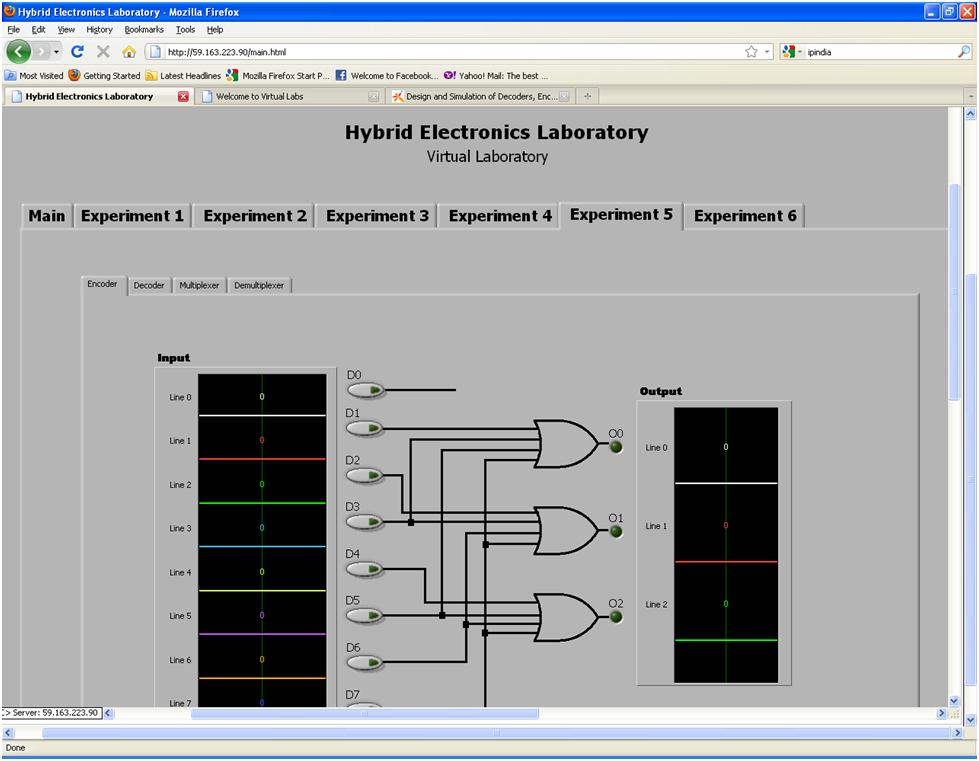 Hybrid Electronics Laboratory - Mozilla Firefox
File Edit View History Bookmarks Tools Help
http://59.163.223.90/main.html ipindia
Most Visited Getting Started Latest Headlines Mozilla Firefox Start P... Welcome to Facebook... Yahoo! Mail: The best ...
Hybrid Electronics Laboratory Welcome to Virtual Labs Design and Simulation of Decoders, Enc...
Hybrid Electronics Laboratory
Virtual Laboratory
Main Experiment 1 Experiment 2 Experiment 3 Experiment 4 Experiment 5 Experiment 6
Encoder Decoder Multiplexer Demultiplexer
Input
Line 0 0
Line 1 0
Line 2 0
Line 3 0
Line 4 0
Line 5 0
Line 6 0
Line 7 0
D0
D1
D2
D3
D4
D5
D6
D7
O0
O1
O2
Output
Line 0 0
Line 1 0
Line 2 0
> Server: 59.163.223.90
Done